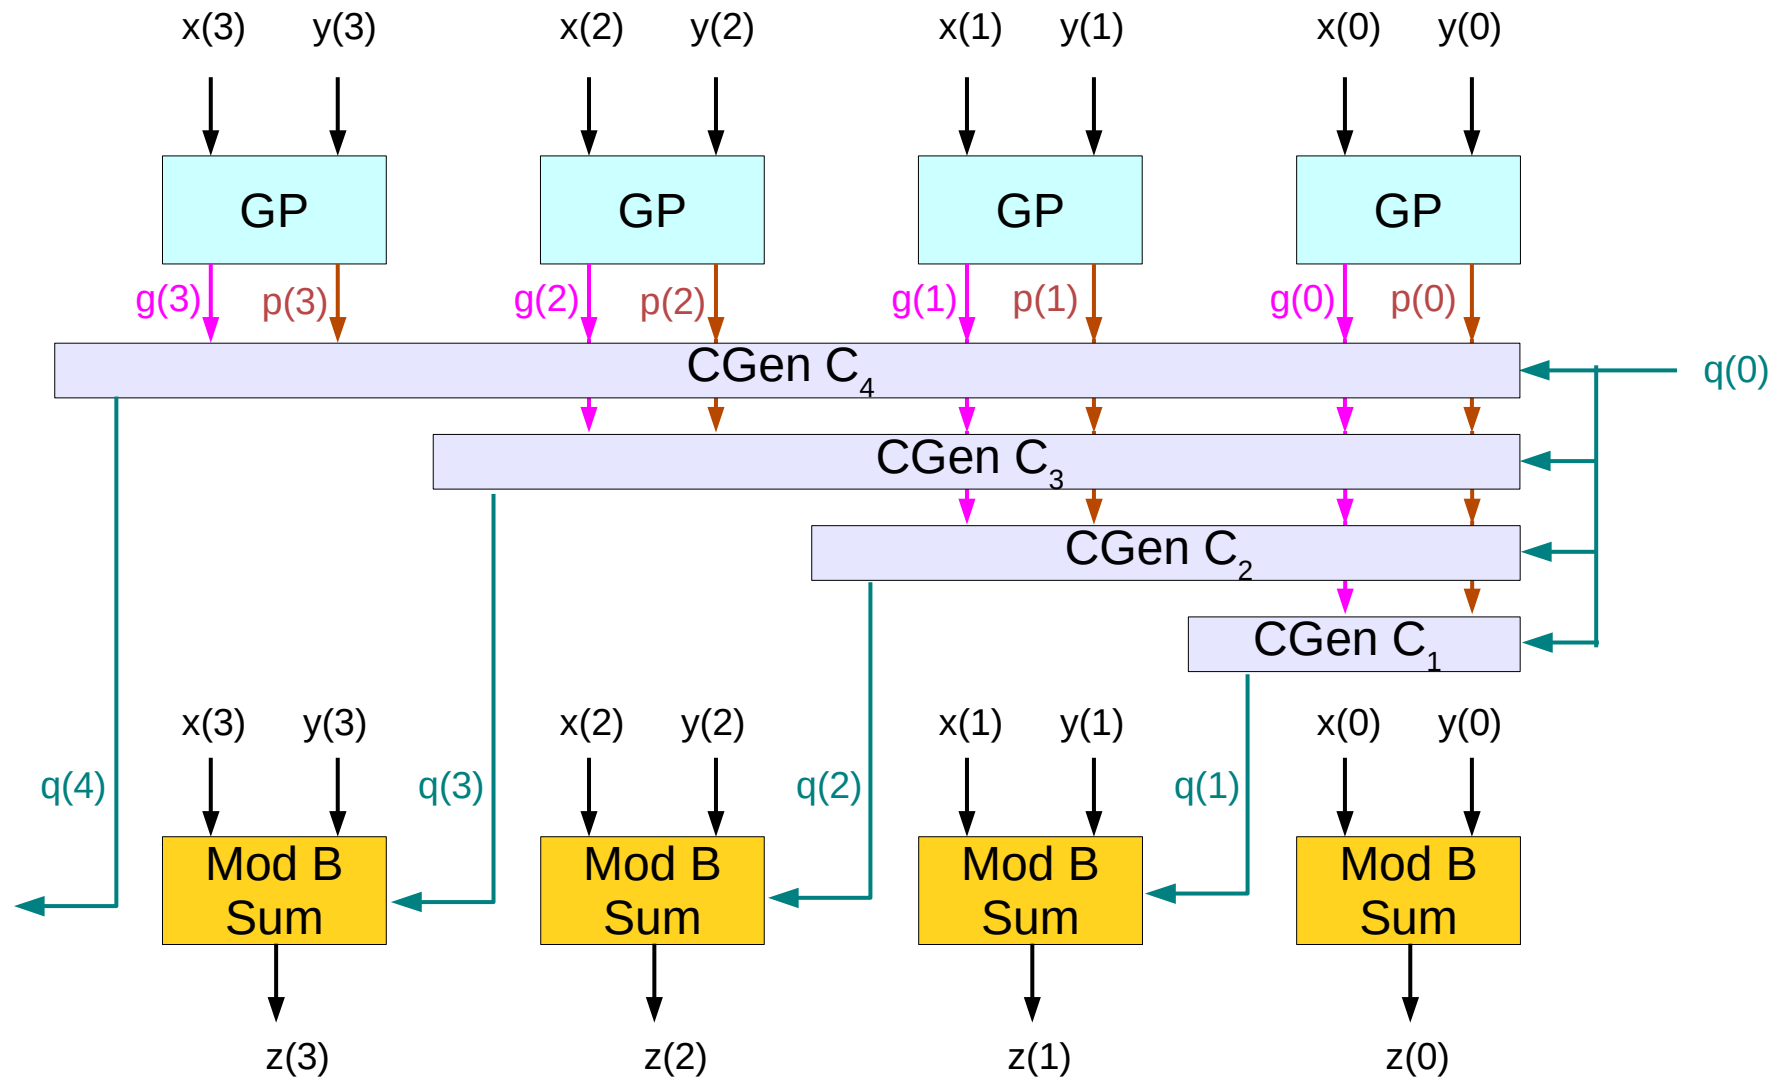 x(3) y(3) x(2) y(2) x(1) y(1) x(0) y(0)
GP GP GP GP
g(3) p(3) g(2) p(2) g(1) p(1) g(0) p(0)
CGen C4 q(0)
CGen C3
CGen C2
CGen C1
x(3) y(3) x(2) y(2) x(1) y(1) x(0) y(0)
q(4) q(3) q(2) q(1)
Mod B Mod B Mod B Mod B
Sum Sum Sum Sum
z(3) z(2) z(1) z(0)